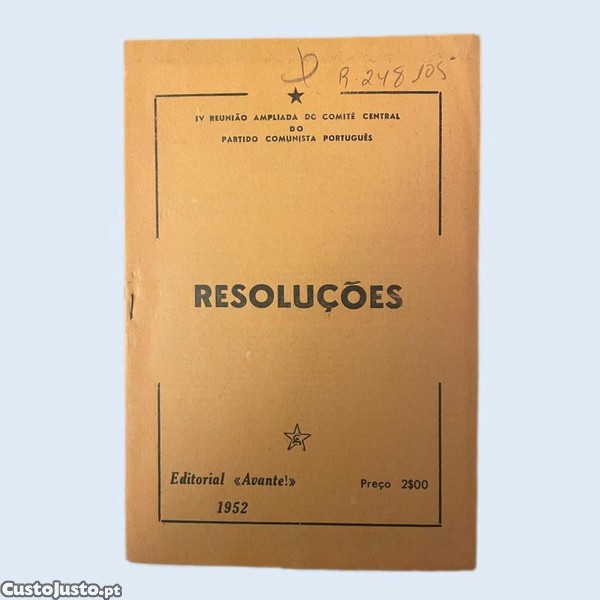 R. 248 105
IV REUNIÃO AMPLIADA DO COMITÉ CENTRAL
DO
PARTIDO COMUNISTA PORTUGUÊS
RESOLUÇÕES
Editorial «Avante!»
Preço 2$00
1952
CustoJusto.pt